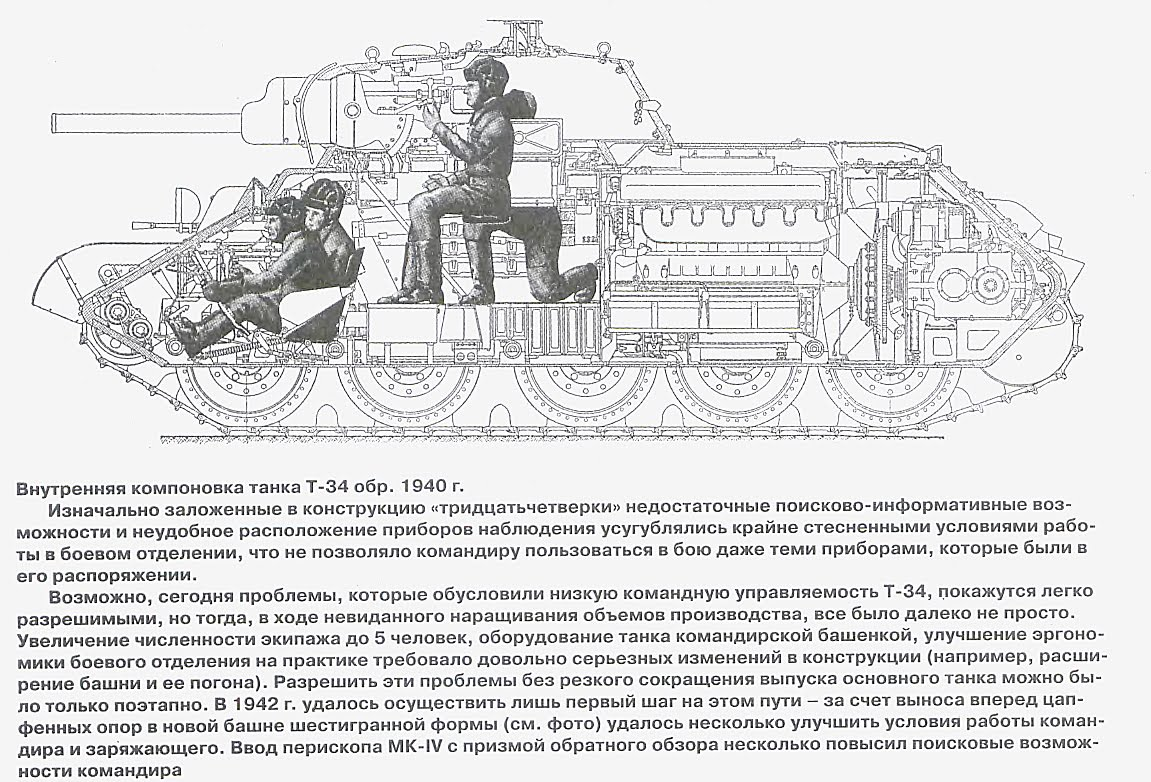 Внутренняя компоновка танка Т-34 обр. 1940 г.
Изначально заложенные в конструкцию «тридцатьчетверки» недостаточные поисково-информативные воз-
можности и неудобное расположение приборов наблюдения усугублялись крайне стесненными условиями рабо-
ты в боевом отделении, что не позволяло командиру пользоваться в бою даже теми приборами, которые были в
его распоряжении.
Возможно, сегодня проблемы, которые обусловили низкую командную управляемость Т-34, покажутся легко
разрешимыми, но тогда, в ходе невиданного наращивания объемов производства, все было далеко не просто.
Увеличение численности экипажа до 5 человек, оборудование танка командирской башенкой, улучшение эргоно-
мики боевого отделения на практике требовало довольно серьезных изменений в конструкции (например, расши-
рение башни и ее погона). Разрешить эти проблемы без резкого сокращения выпуска основного танка можно бы-
ло только поэтапно. В 1942 г. удалось осуществить лишь первый шаг на этом пути – за счет выноса вперед цап-
фенных опор в новой башне шестигранной формы (см. фото) удалось несколько улучшить условия работы коман-
дира и заряжающего. Ввод перископа МК-IV с призмой обратного обзора несколько повысил поисковые возмож-
ности командира